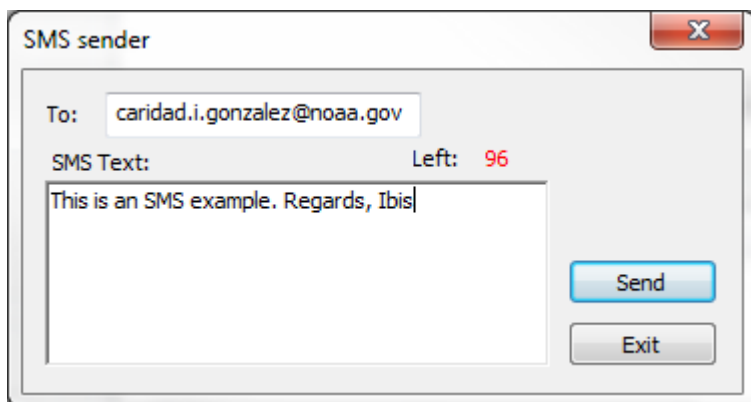 SMS sender
To: caridad.i.gonzalez@noaa.gov
SMS Text: Left: 96
This is an SMS example. Regards, Ibis
Send
Exit